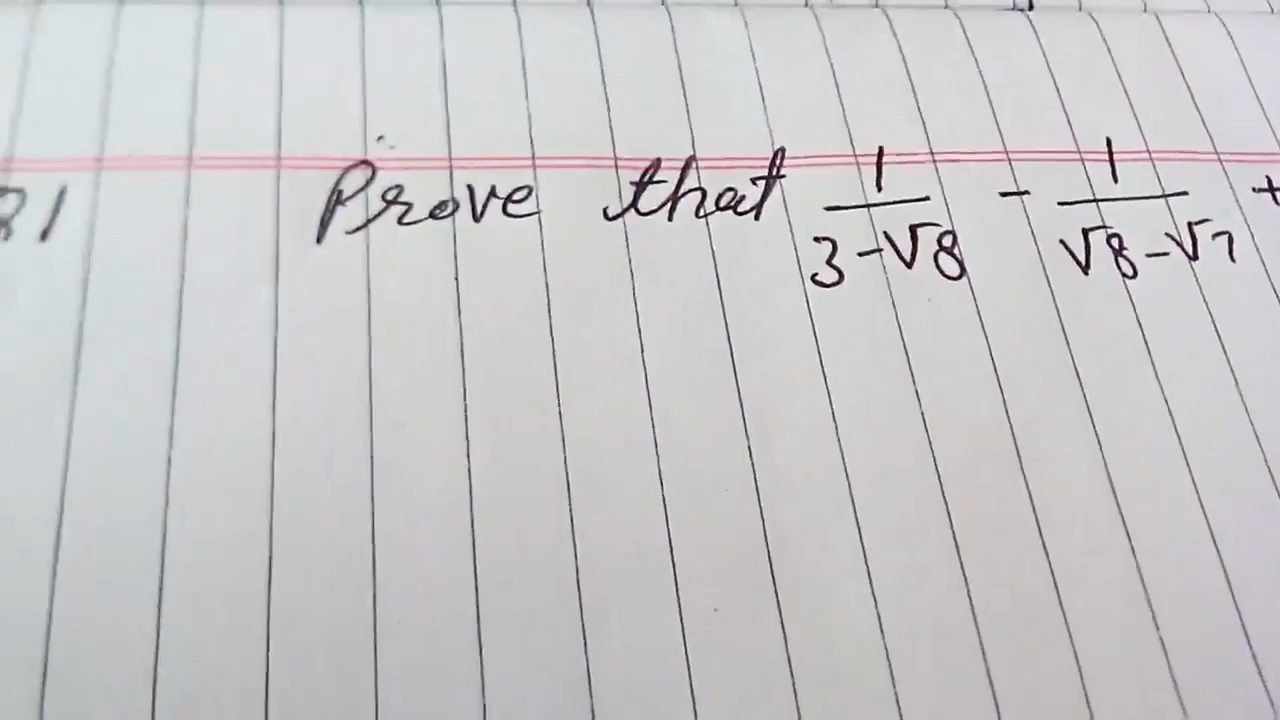 Prove that 1/(3-√8) - 1/(√8-√7) +